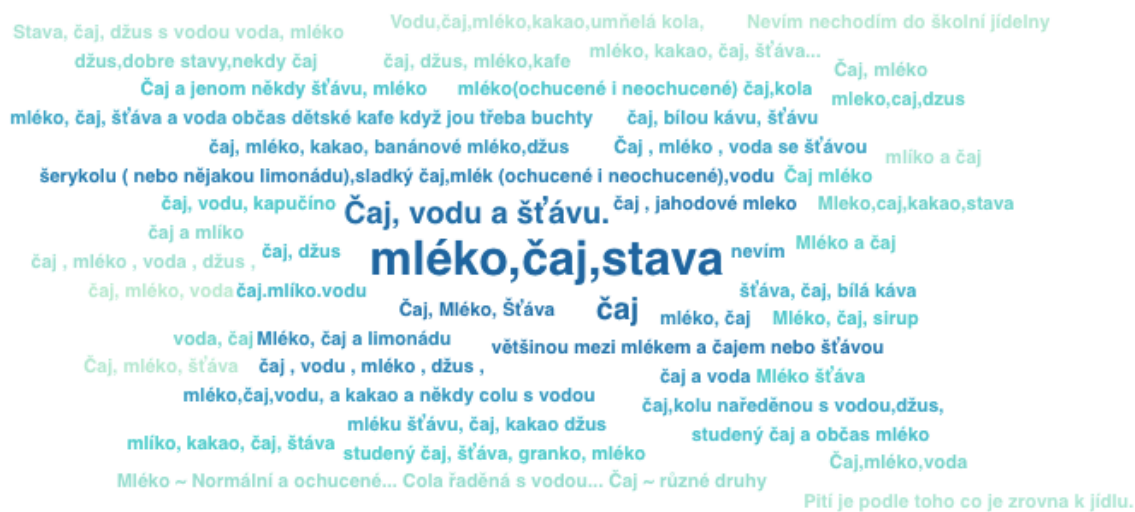 Vodu,čaj,mléko,kakao,umňelá kola,
Nevím nechodím do školní jídelny
Stava, čaj, džus s vodou voda, mléko
mléko, kakao, čaj, šťáva...
džus,dobre stavy,nekdy čaj
čaj, džus, mléko,kafe
Čaj, mléko
Čaj a jenom někdy šťávu, mléko
mléko(ochucené i neochucené) čaj,kola
mleko,caj,dzus
mléko, čaj, šťáva a voda občas dětské kafe když jou třeba buchty
čaj, bílou kávu, šťávu
čaj, mléko, kakao, banánové mléko,džus
Čaj , mléko , voda se šťávou
mlíko a čaj
šerykolu ( nebo nějakou limonádu),sladký čaj,mlék (ochucené i neochucené),vodu
Čaj mléko
čaj, vodu, kapučíno
Čaj, vodu a šťávu.
čaj , jahodové mleko
Mleko,caj,kakao,stava
čaj a mlíko
čaj, džus
mléko,čaj,stava
nevím
Mléko a čaj
čaj , mléko , voda , džus ,
čaj, mléko, voda
čaj.mlíko.vodu
šťáva, čaj, bílá káva
Čaj, Mléko, Šťáva
čaj
mléko, čaj
Mléko, čaj, sirup
voda, čaj
Mléko, čaj a limonádu
většinou mezi mlékem a čajem nebo šťávou
Čaj, mléko, šťáva
čaj , vodu , mléko , džus ,
čaj a voda
Mléko šťáva
mléko,čaj,vodu, a kakao a někdy colu s vodou
čaj,kolu naředěnou s vodou,džus,
mléku šťávu, čaj, kakao džus
studený čaj a občas mléko
mlíko, kakao, čaj, štáva
studený čaj, šťáva, granko, mléko
Čaj,mléko,voda
Mléko ~ Normální a ochucené... Cola řaděná s vodou... Čaj ~ různé druhy
Pití je podle toho co je zrovna k jídlu.